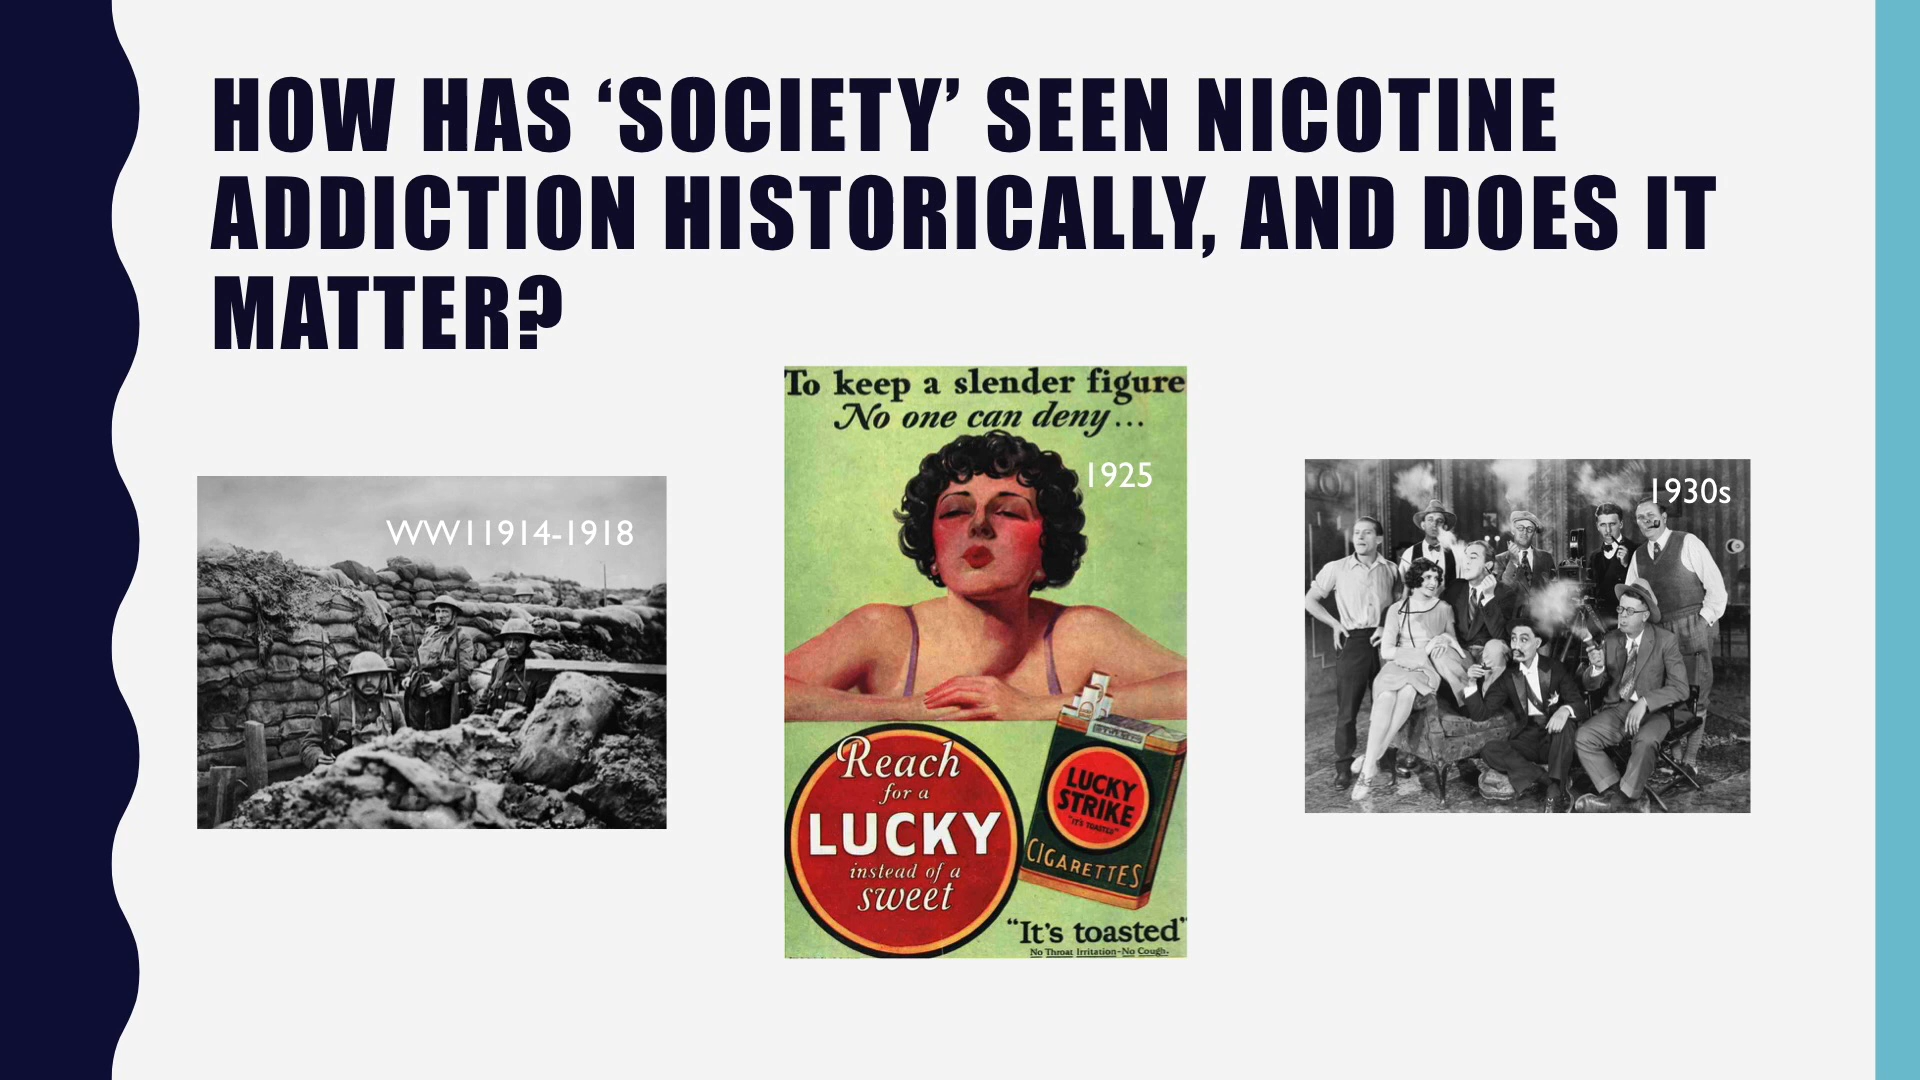 HOW HAS ‘SOCIETY’ SEEN NICOTINE
ADDICTION HISTORICALLY, AND DOES IT
MATTER?
WW1 1914-1918
To keep a slender figure
No one can deny...
1925
Reach
for a
LUCKY
instead of a
sweet
LUCKY
STRIKE
"IT'S TOASTED"
CIGARETTES
“It's toasted”
No Throat Irritation-No Cough.
1930s